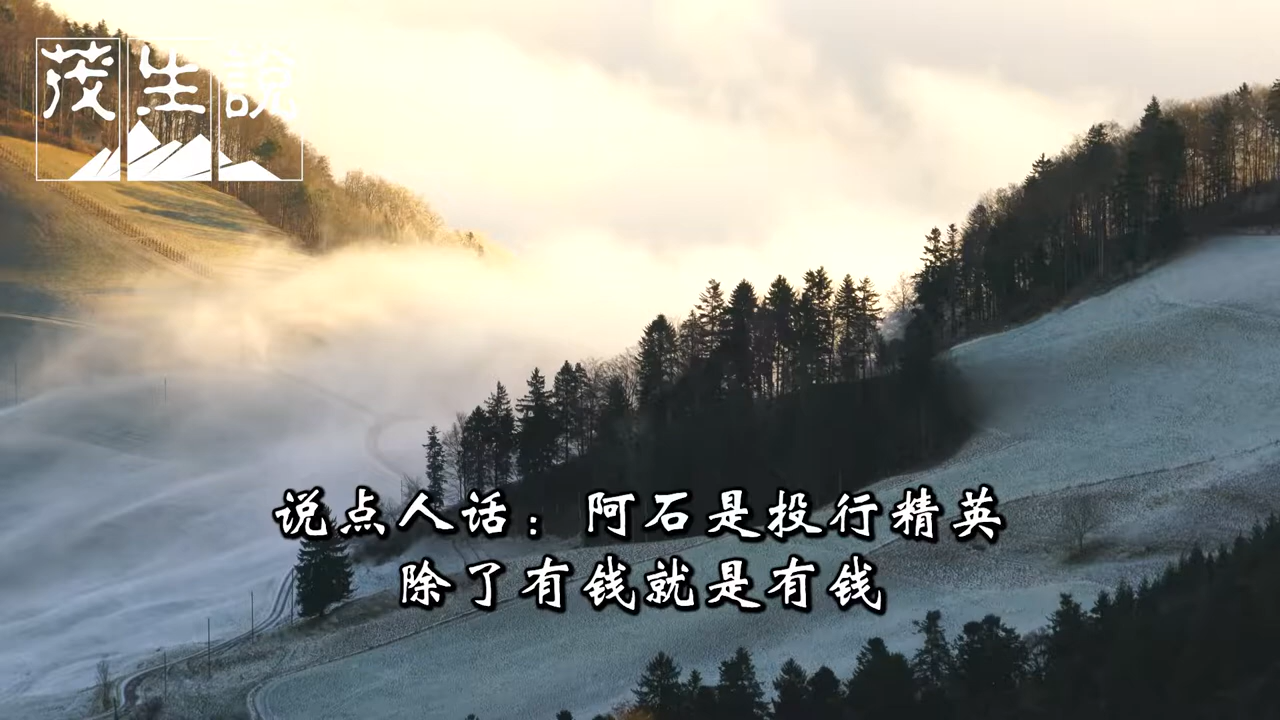 茂生說
说点人话：阿石是投行精英
除了有钱就是有钱